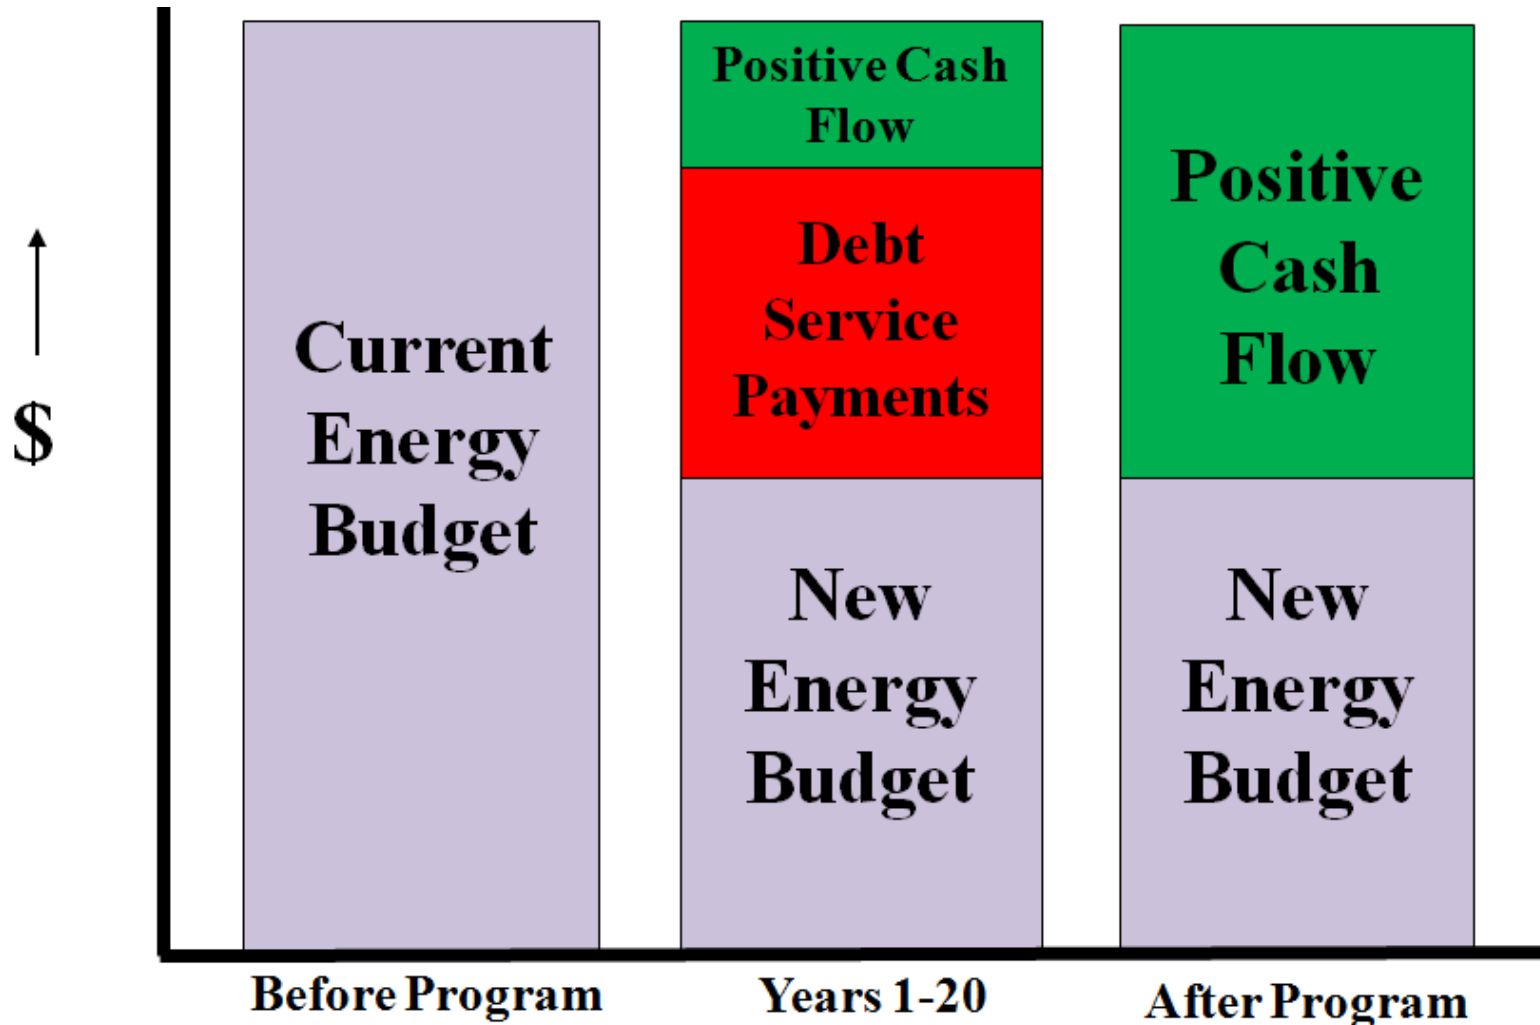 $
Current
Energy
Budget
Before Program
Positive Cash
Flow
Debt
Service
Payments
New
Energy
Budget
Years 1-20
Positive
Cash
Flow
New
Energy
Budget
After Program